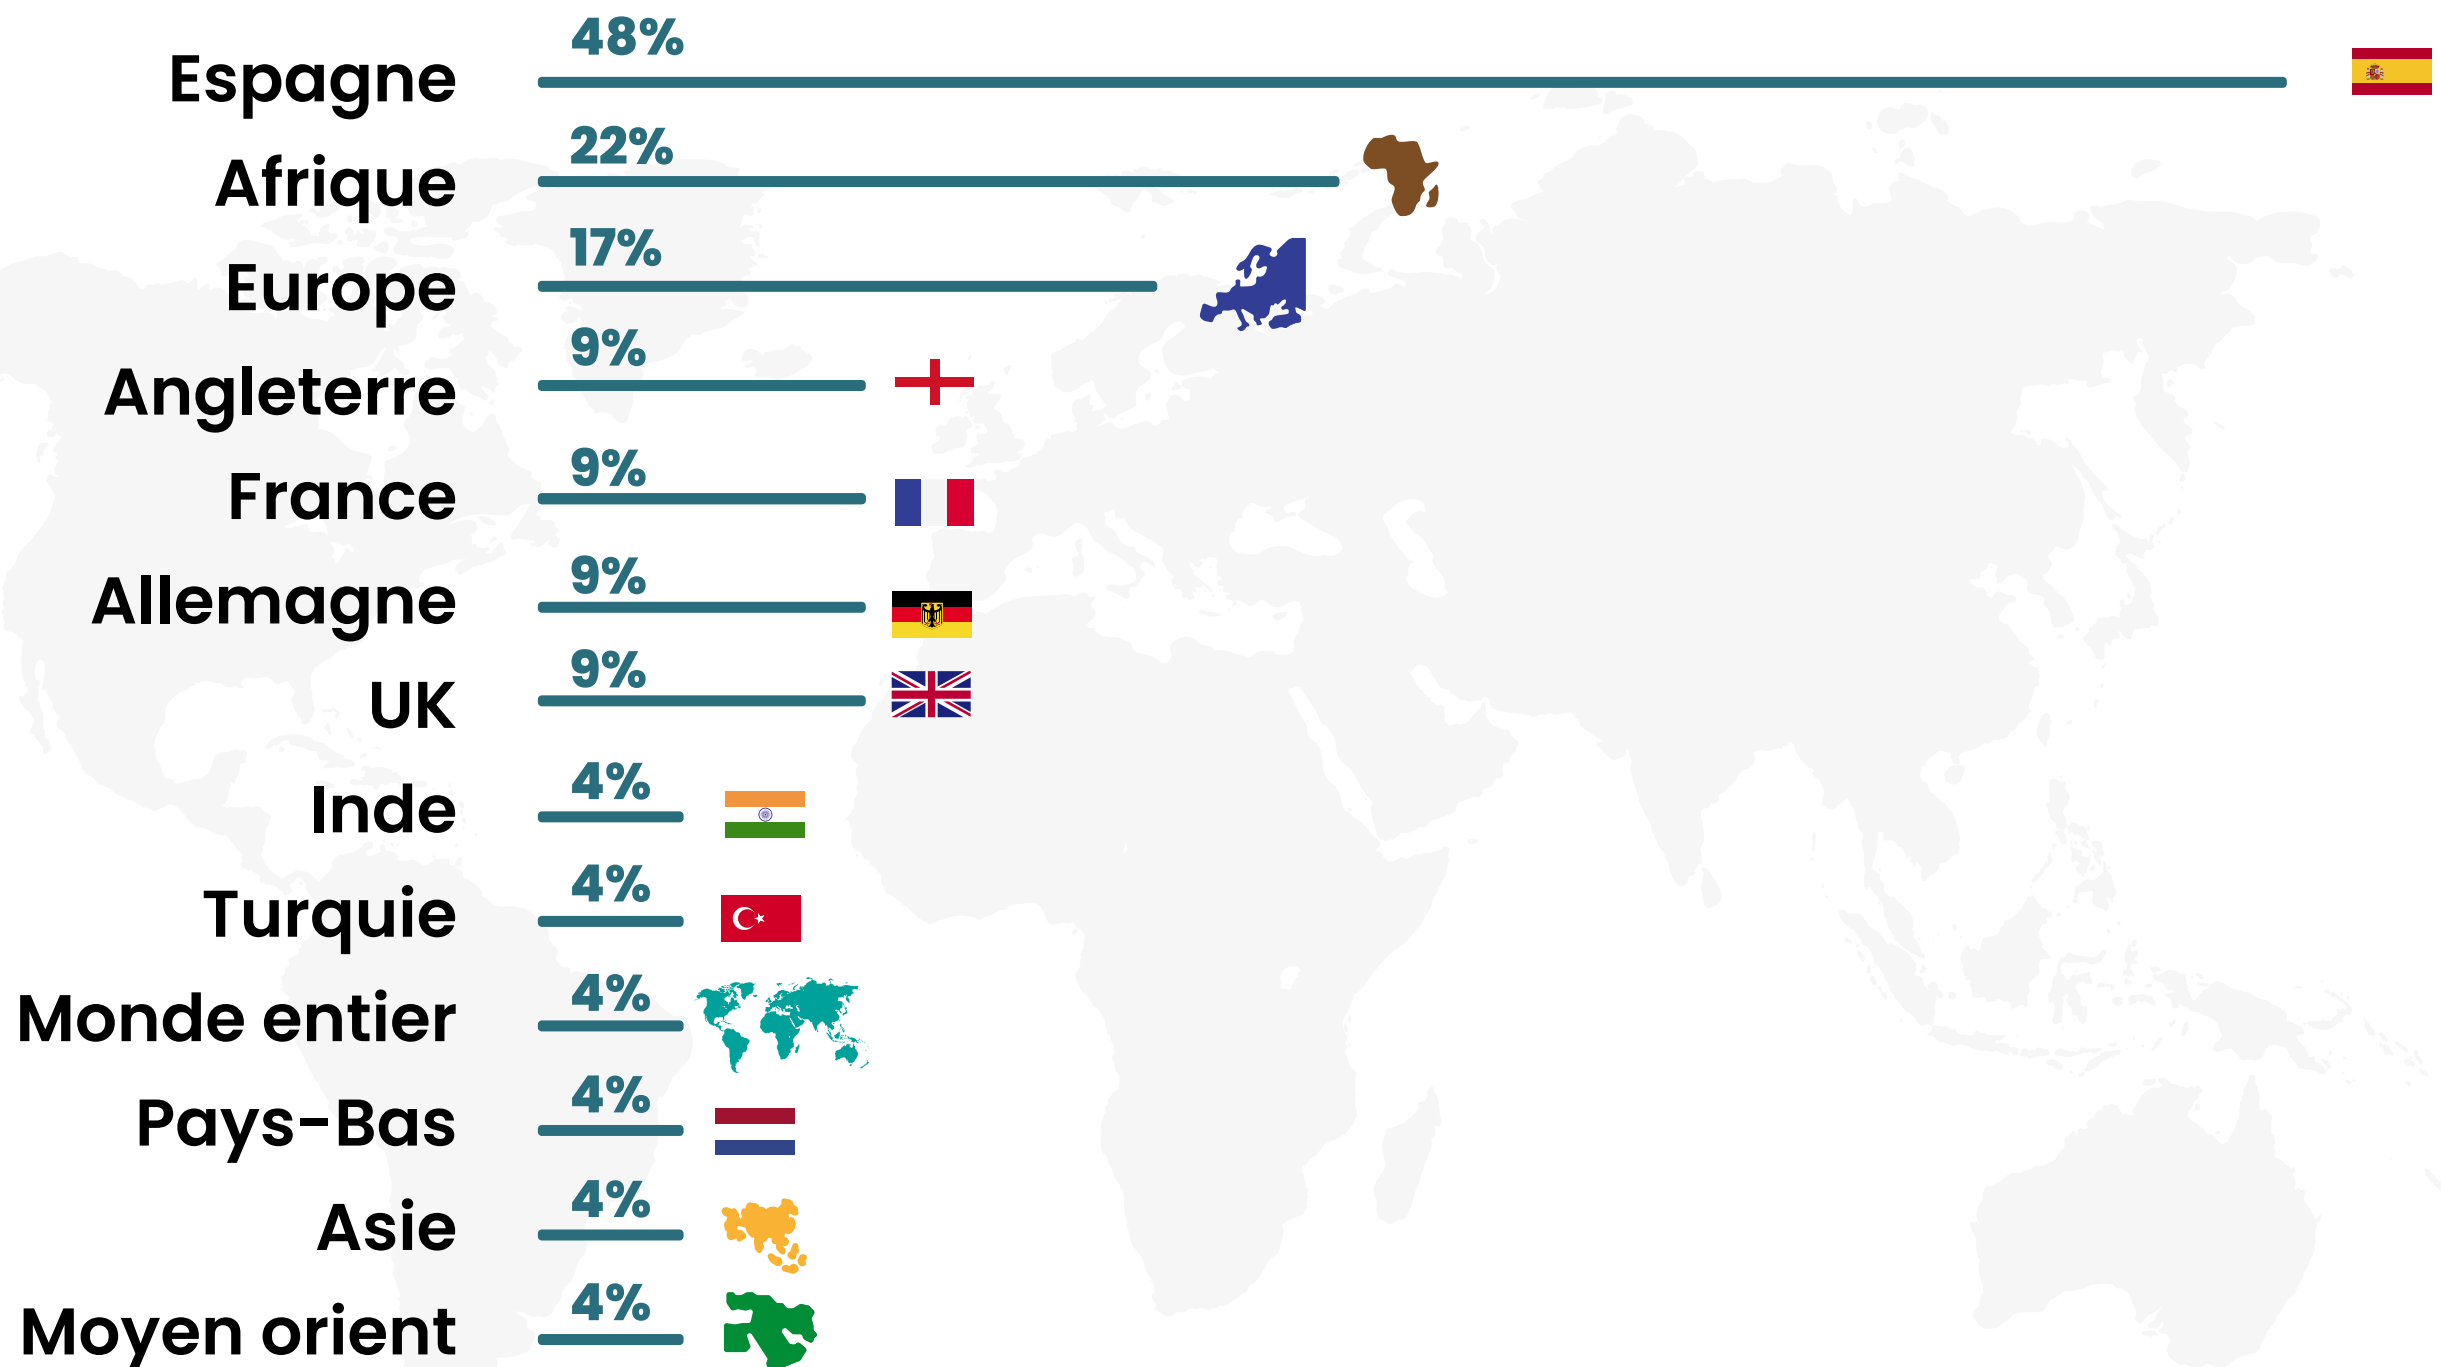 48%
Espagne
22%
Afrique
17%
Europe
9%
Angleterre
9%
France
9%
Allemagne
9%
UK
4%
Inde
4%
Turquie
4%
Monde entier
4%
Pays-Bas
4%
Asie
4%
Moyen orient